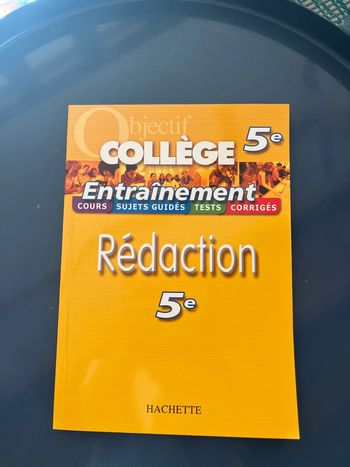 Objectif
COLLÈGE 5e
Entraînement
COURS SUJETS GUIDÉS TESTS CORRIGÉS
Rédaction
5e
HACHETTE